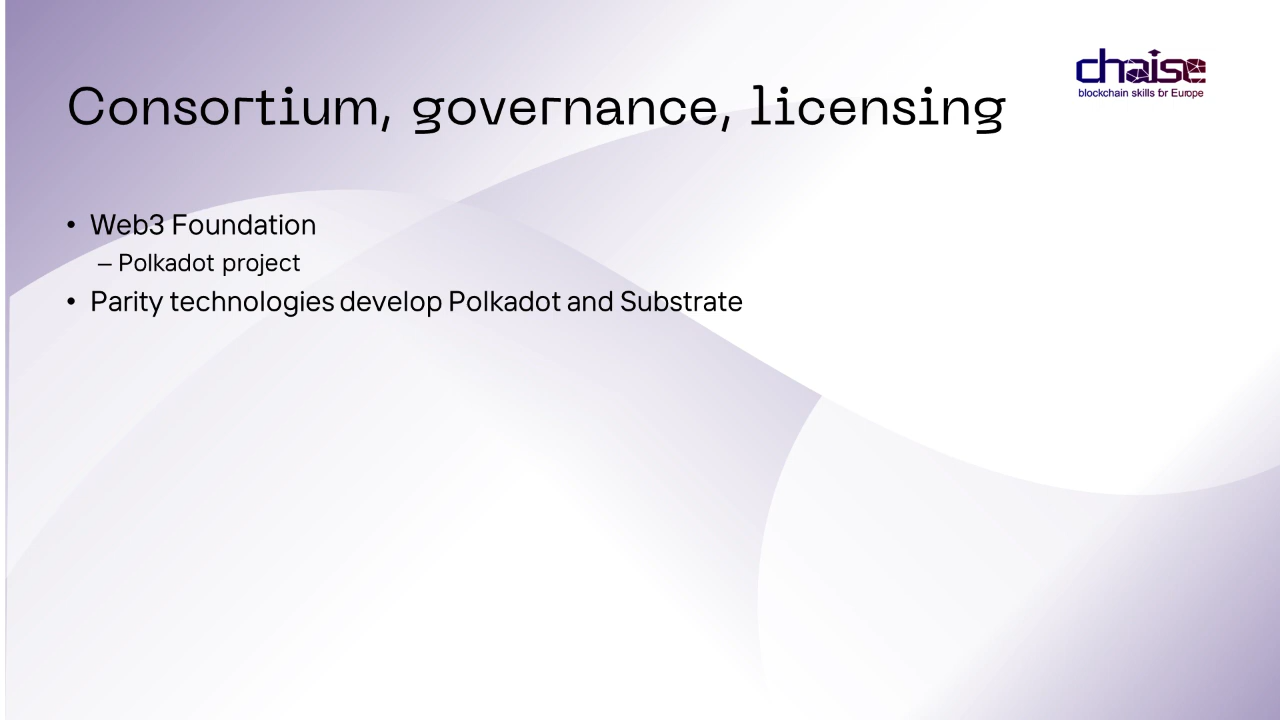 chaise
blockchain skills for Europe
Consortium, governance, licensing
• Web3 Foundation
– Polkadot project
• Parity technologies develop Polkadot and Substrate